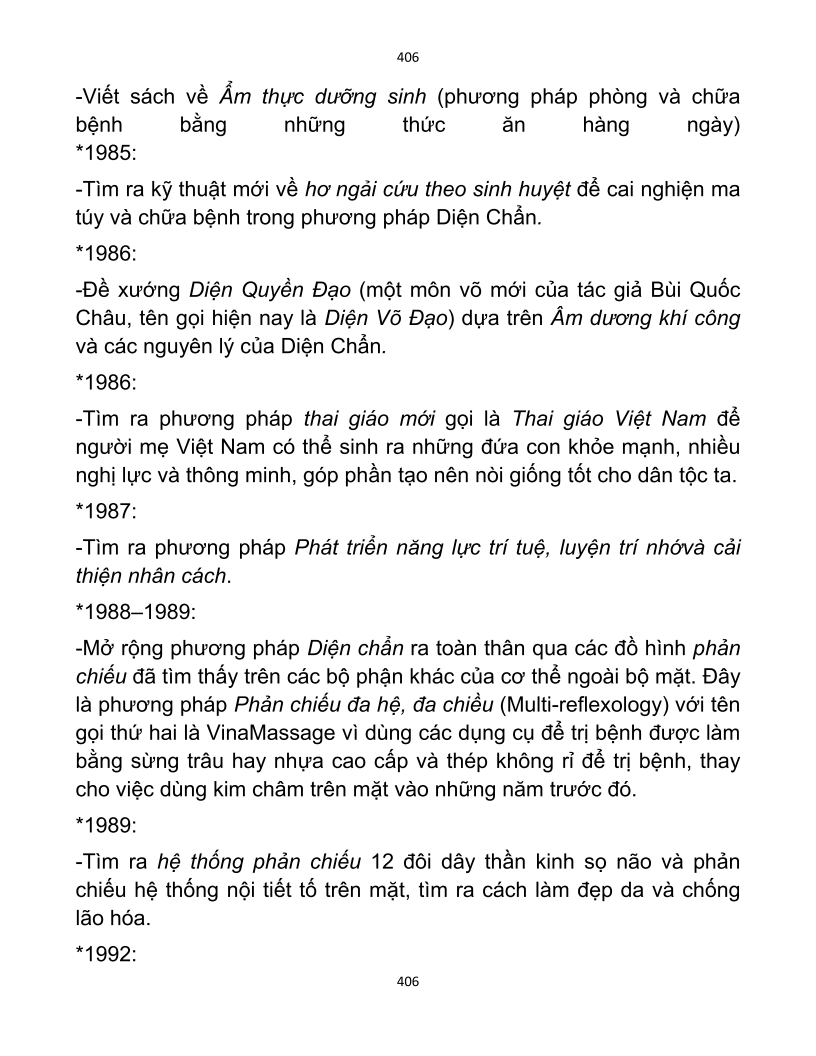 406
-Viết sách về Ẩm thực dưỡng sinh (phương pháp phòng và chữa
bệnh bằng những thức ăn hàng ngày)
*1985:
-Tìm ra kỹ thuật mới về hơ ngải cứu theo sinh huyệt để cai nghiện ma
túy và chữa bệnh trong phương pháp Diện Chẩn.
*1986:
-Đề xướng Diện Quyền Đạo (một môn võ mới của tác giả Bùi Quốc
Châu, tên gọi hiện nay là Diện Võ Đạo) dựa trên Âm dương khí công
và các nguyên lý của Diện Chẩn.
*1986:
-Tìm ra phương pháp thai giáo mới gọi là Thai giáo Việt Nam để
người mẹ Việt Nam có thể sinh ra những đứa con khỏe mạnh, nhiều
nghị lực và thông minh, góp phần tạo nên nòi giống tốt cho dân tộc ta.
*1987:
-Tìm ra phương pháp Phát triển năng lực trí tuệ, luyện trí nhớvà cải
thiện nhân cách.
*1988–1989:
-Mở rộng phương pháp Diện chẩn ra toàn thân qua các đồ hình phản
chiếu đã tìm thấy trên các bộ phận khác của cơ thể ngoài bộ mặt. Đây
là phương pháp Phản chiếu đa hệ, đa chiều (Multi-reflexology) với tên
gọi thứ hai là VinaMassage vì dùng các dụng cụ để trị bệnh được làm
bằng sừng trâu hay nhựa cao cấp và thép không rỉ để trị bệnh, thay
cho việc dùng kim châm trên mặt vào những năm trước đó.
*1989:
-Tìm ra hệ thống phản chiếu 12 đôi dây thần kinh sọ não và phản
chiếu hệ thống nội tiết tố trên mặt, tìm ra cách làm đẹp da và chống
lão hóa.
*1992:
406